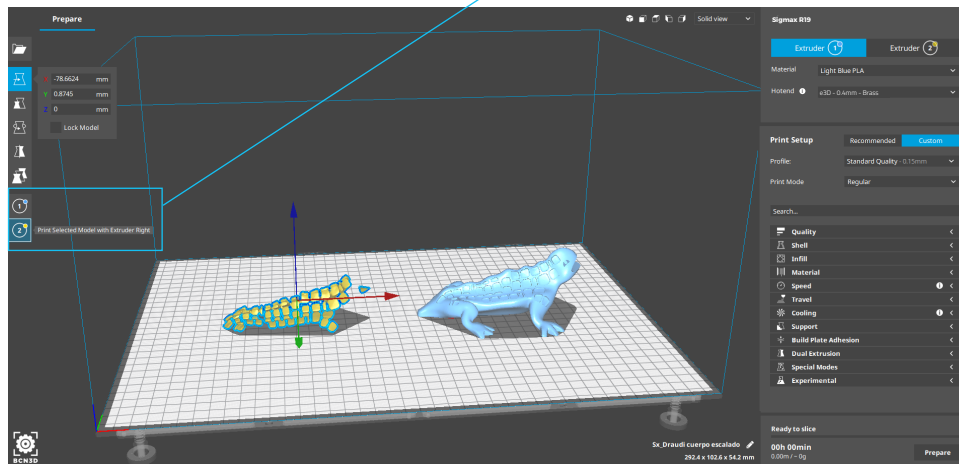 Prepare
Solid view
X -78.6624 mm
Y 0.8745 mm
Z 0 mm
Lock Model
1
2
Print Selected Model with Extruder Right
BCN3D
Sx_Draudi cuerpo escalado
292.4 x 102.6 x 54.2 mm
Sigmax R19
Extruder 1
Extruder 2
Material Light Blue PLA
Hotend e3D - 0.4mm - Brass
Print Setup Recommended Custom
Profile: Standard Quality - 0.15mm
Print Mode Regular
Search...
Quality
Shell
Infill
Material
Speed
Travel
Cooling
Support
Build Plate Adhesion
Dual Extrusion
Special Modes
Experimental
Ready to slice
00h 00min
0.00m / ~ 0g
Prepare